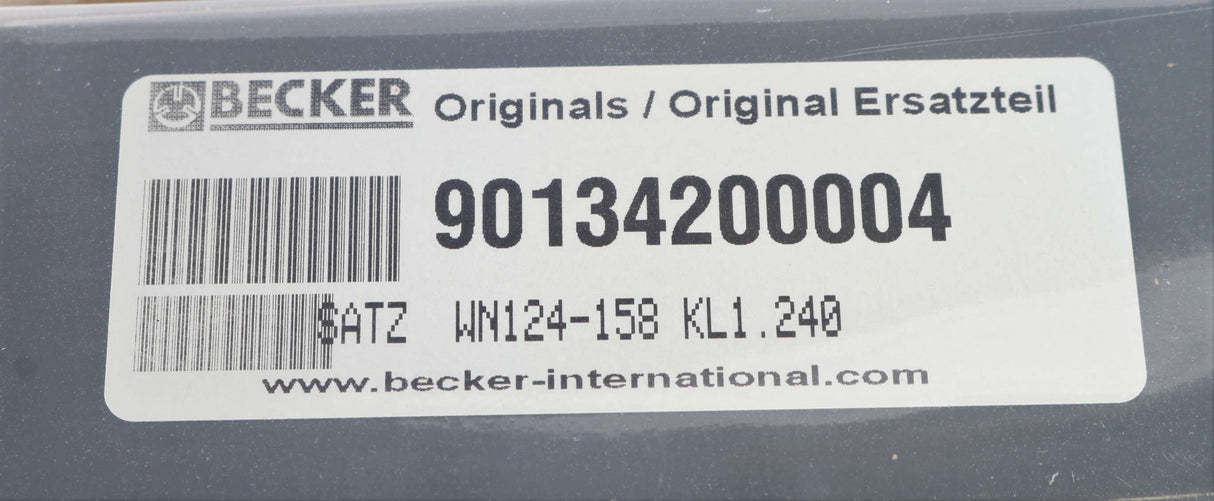 BECKER Originals / Original Ersatzteil
90134200004
SATZ WN124-158 KL1.240
www.becker-international.com